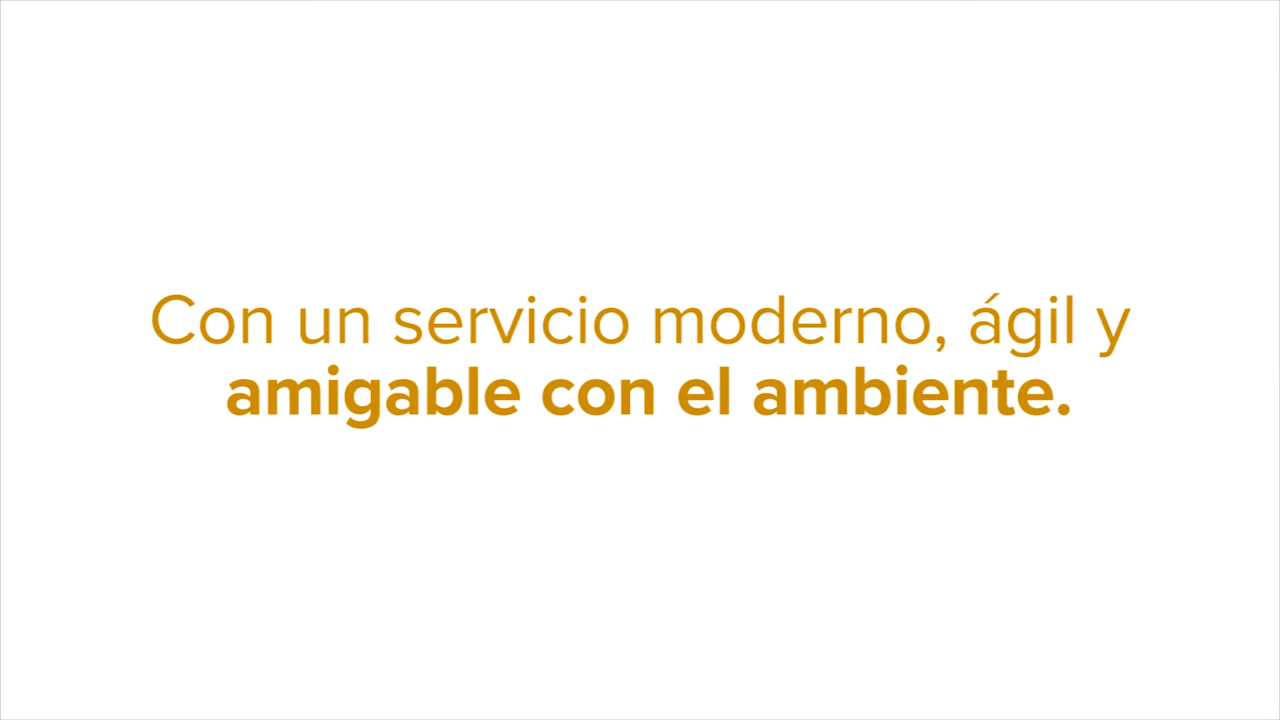 Con un servicio moderno, ágil y
amigable con el ambiente.